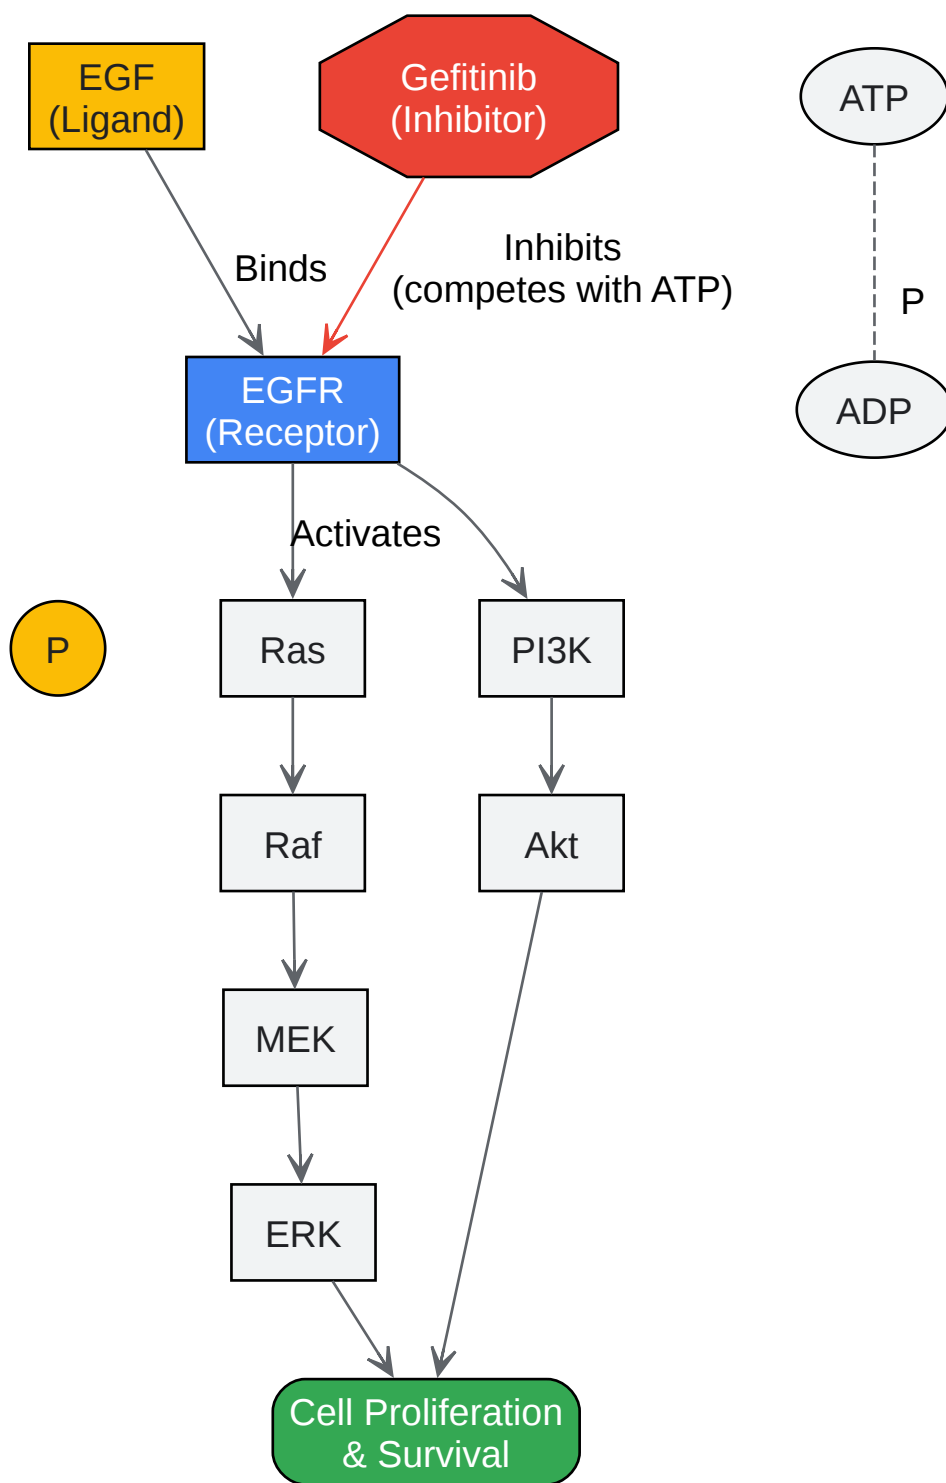 EGF
(Ligand)
Gefitinib
(Inhibitor)
ATP
Binds
Inhibits
(competes with ATP)
P
EGFR
(Receptor)
ADP
Activates
P
Ras
PI3K
Raf
Akt
MEK
ERK
Cell Proliferation
& Survival